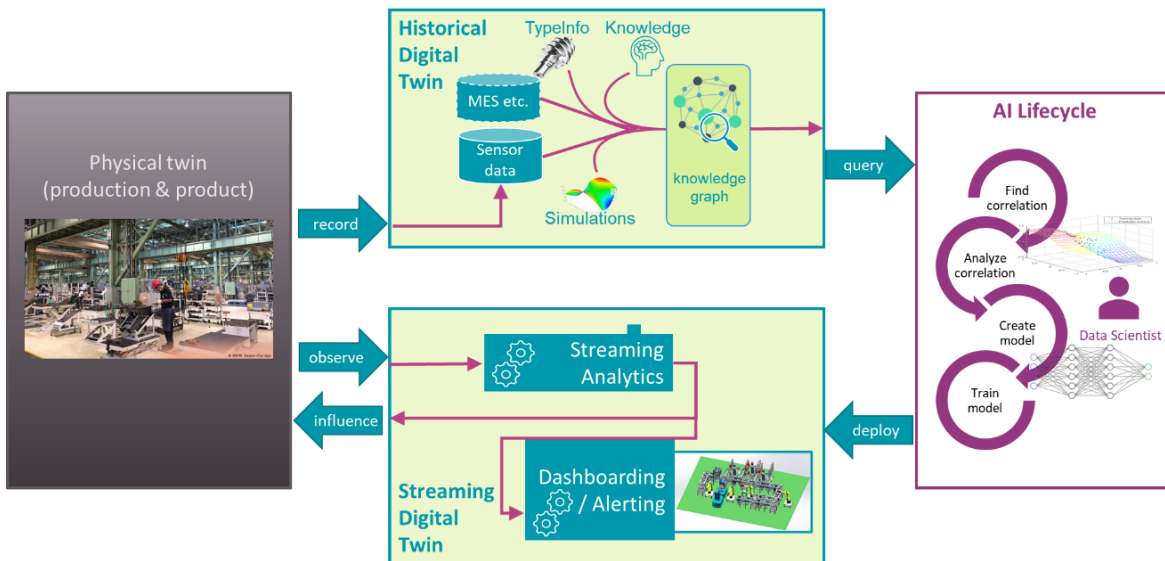 Physical twin
(production & product)
record
observe
influence
Historical
Digital
Twin
TypeInfo
Knowledge
MES etc.
Sensor
data
Simulations
knowledge
graph
query
Streaming
Analytics
Dashboarding
/ Alerting
Streaming
Digital
Twin
deploy
AI Lifecycle
Find
correlation
Analyze
correlation
Create
model
Data Scientist
Train
model